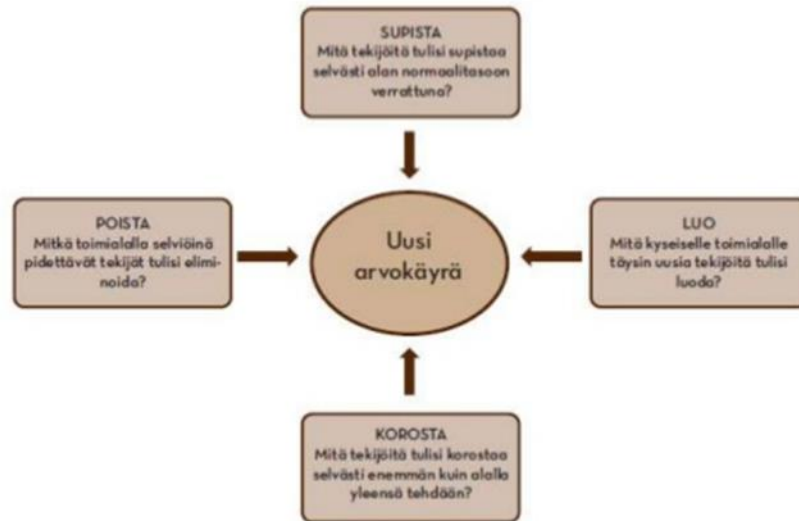 SUPISTA
Mitä tekijöitä tulisi supistaa
selvästi alan normaalitasoon
verrattuna?
POISTA
Mitkä toimialalla selviöinä
pidettävät tekijät tulisi elimi-
noida?
Uusi
arvokäyrä
LUO
Mitä kyseiselle toimialalle
täysin uusia tekijöitä tulisi
luoda?
KOROSTA
Mitä tekijöitä tulisi korostaa
selvästi enemmän kuin alalla
yleensä tehdään?